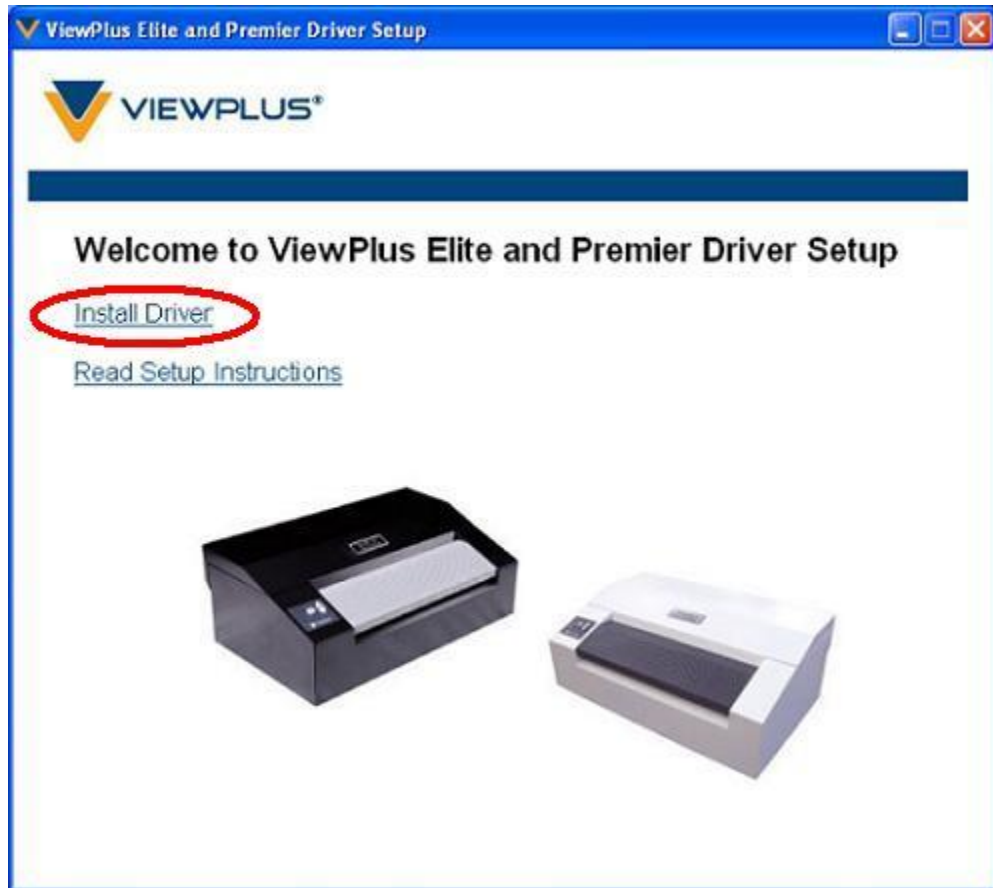 ViewPlus Elite and Premier Driver Setup
VIEWPLUS®
Welcome to ViewPlus Elite and Premier Driver Setup
Install Driver
Read Setup Instructions